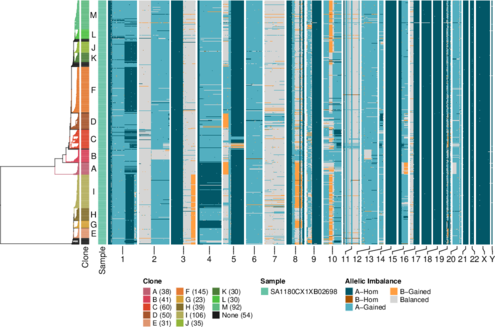 M
L
J
K
F
D
C
B
A
I
H
G
E
Clone
Sample
1 2 3 4 5 6 7 8 9 10 11 12 13 14 15 16 17 18 19 20 21 22 X Y
Clone
A (38) F (145) K (30)
B (41) G (23) L (30)
C (60) H (39) M (92)
D (50) I (106) None (54)
E (31) J (35)
Sample
SA1180CX1XB02698
Allelic Imbalance
A-Hom B-Gained
B-Hom Balanced
A-Gained